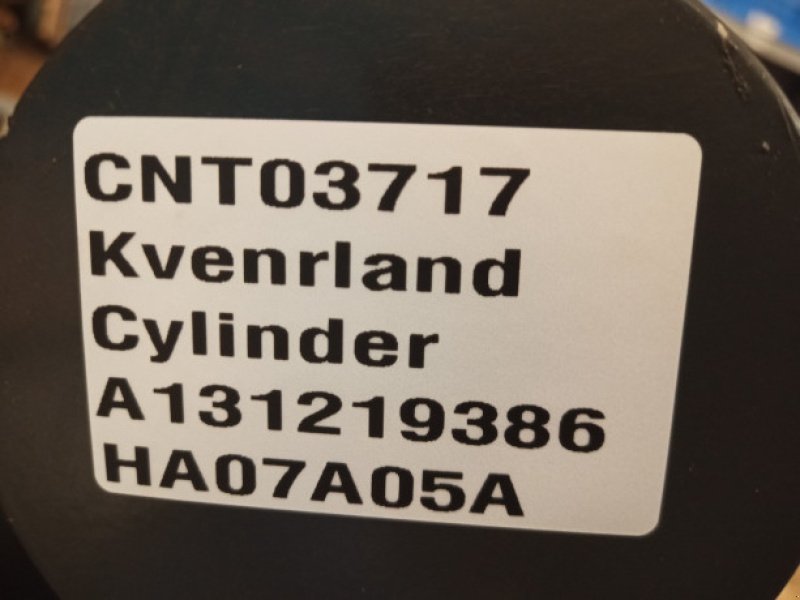 CNT03717
Kvenrland
Cylinder
A131219386
HA07A05A